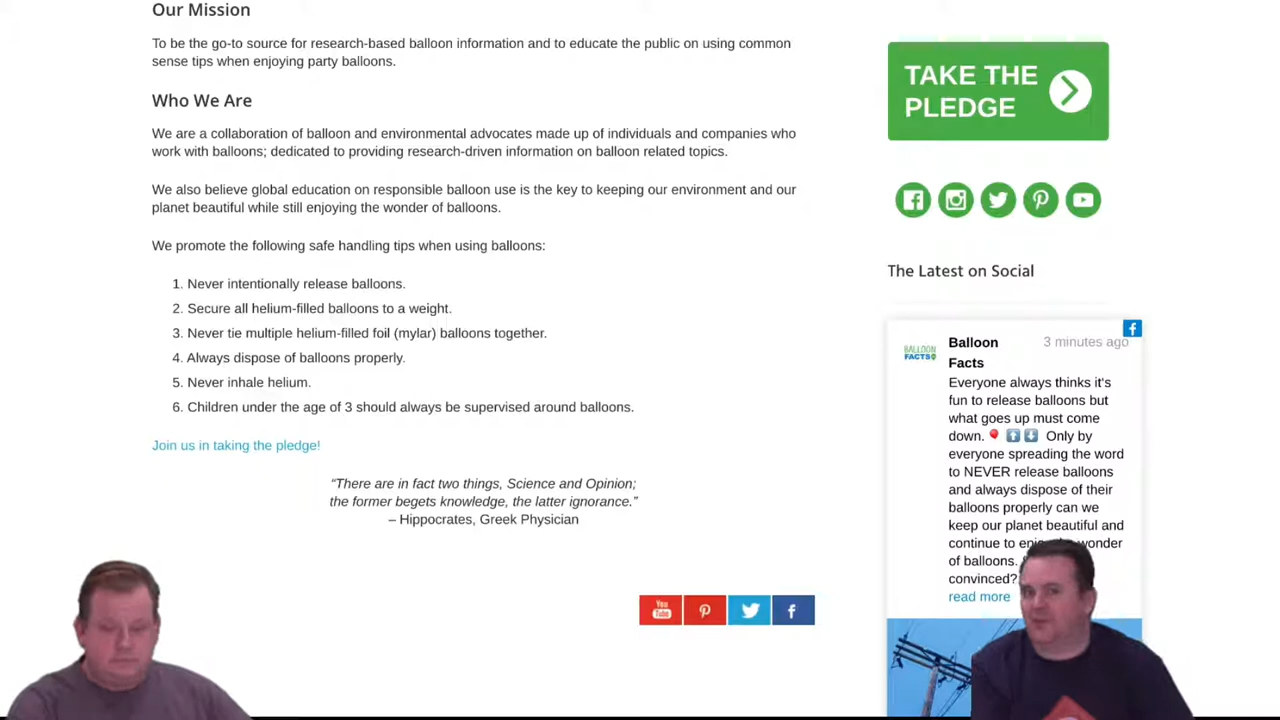 Our Mission
To be the go-to source for research-based balloon information and to educate the public on using common
sense tips when enjoying party balloons.
Who We Are
We are a collaboration of balloon and environmental advocates made up of individuals and companies who
work with balloons; dedicated to providing research-driven information on balloon related topics.
We also believe global education on responsible balloon use is the key to keeping our environment and our
planet beautiful while still enjoying the wonder of balloons.
We promote the following safe handling tips when using balloons:
1. Never intentionally release balloons.
2. Secure all helium-filled balloons to a weight.
3. Never tie multiple helium-filled foil (mylar) balloons together.
4. Always dispose of balloons properly.
5. Never inhale helium.
6. Children under the age of 3 should always be supervised around balloons.
Join us in taking the pledge!
“There are in fact two things, Science and Opinion;
the former begets knowledge, the latter ignorance.”
– Hippocrates, Greek Physician
You
Tube
TAKE THE
PLEDGE
The Latest on Social
BALLOON
FACTS
Balloon
Facts
3 minutes ago
Everyone always thinks it's
fun to release balloons but
what goes up must come
down. 🎈 ⬆️ ⬇️ Only by
everyone spreading the word
to NEVER release balloons
and always dispose of their
balloons properly can we
keep our planet beautiful and
continue to wonder
of balloons.
convinced?
read more